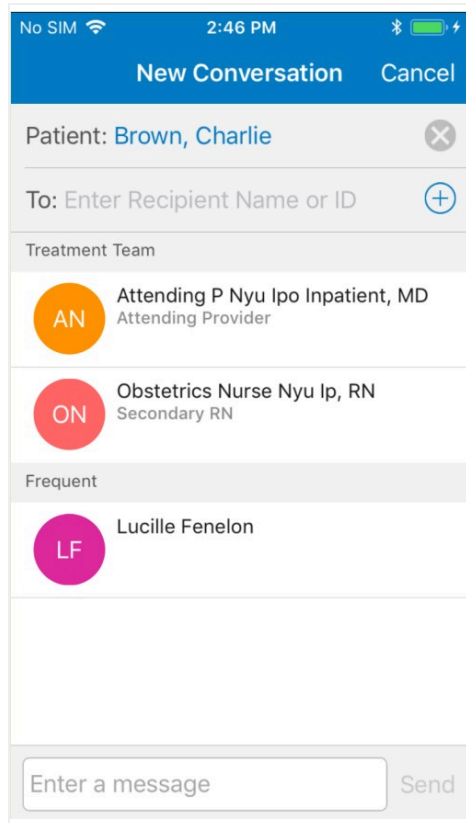 No SIM 2:46 PM
New Conversation Cancel
Patient: Brown, Charlie
To: Enter Recipient Name or ID
Treatment Team
AN Attending P Nyu Ipo Inpatient, MD
Attending Provider
ON Obstetrics Nurse Nyu Ip, RN
Secondary RN
Frequent
LF Lucille Fenelon
Enter a message Send